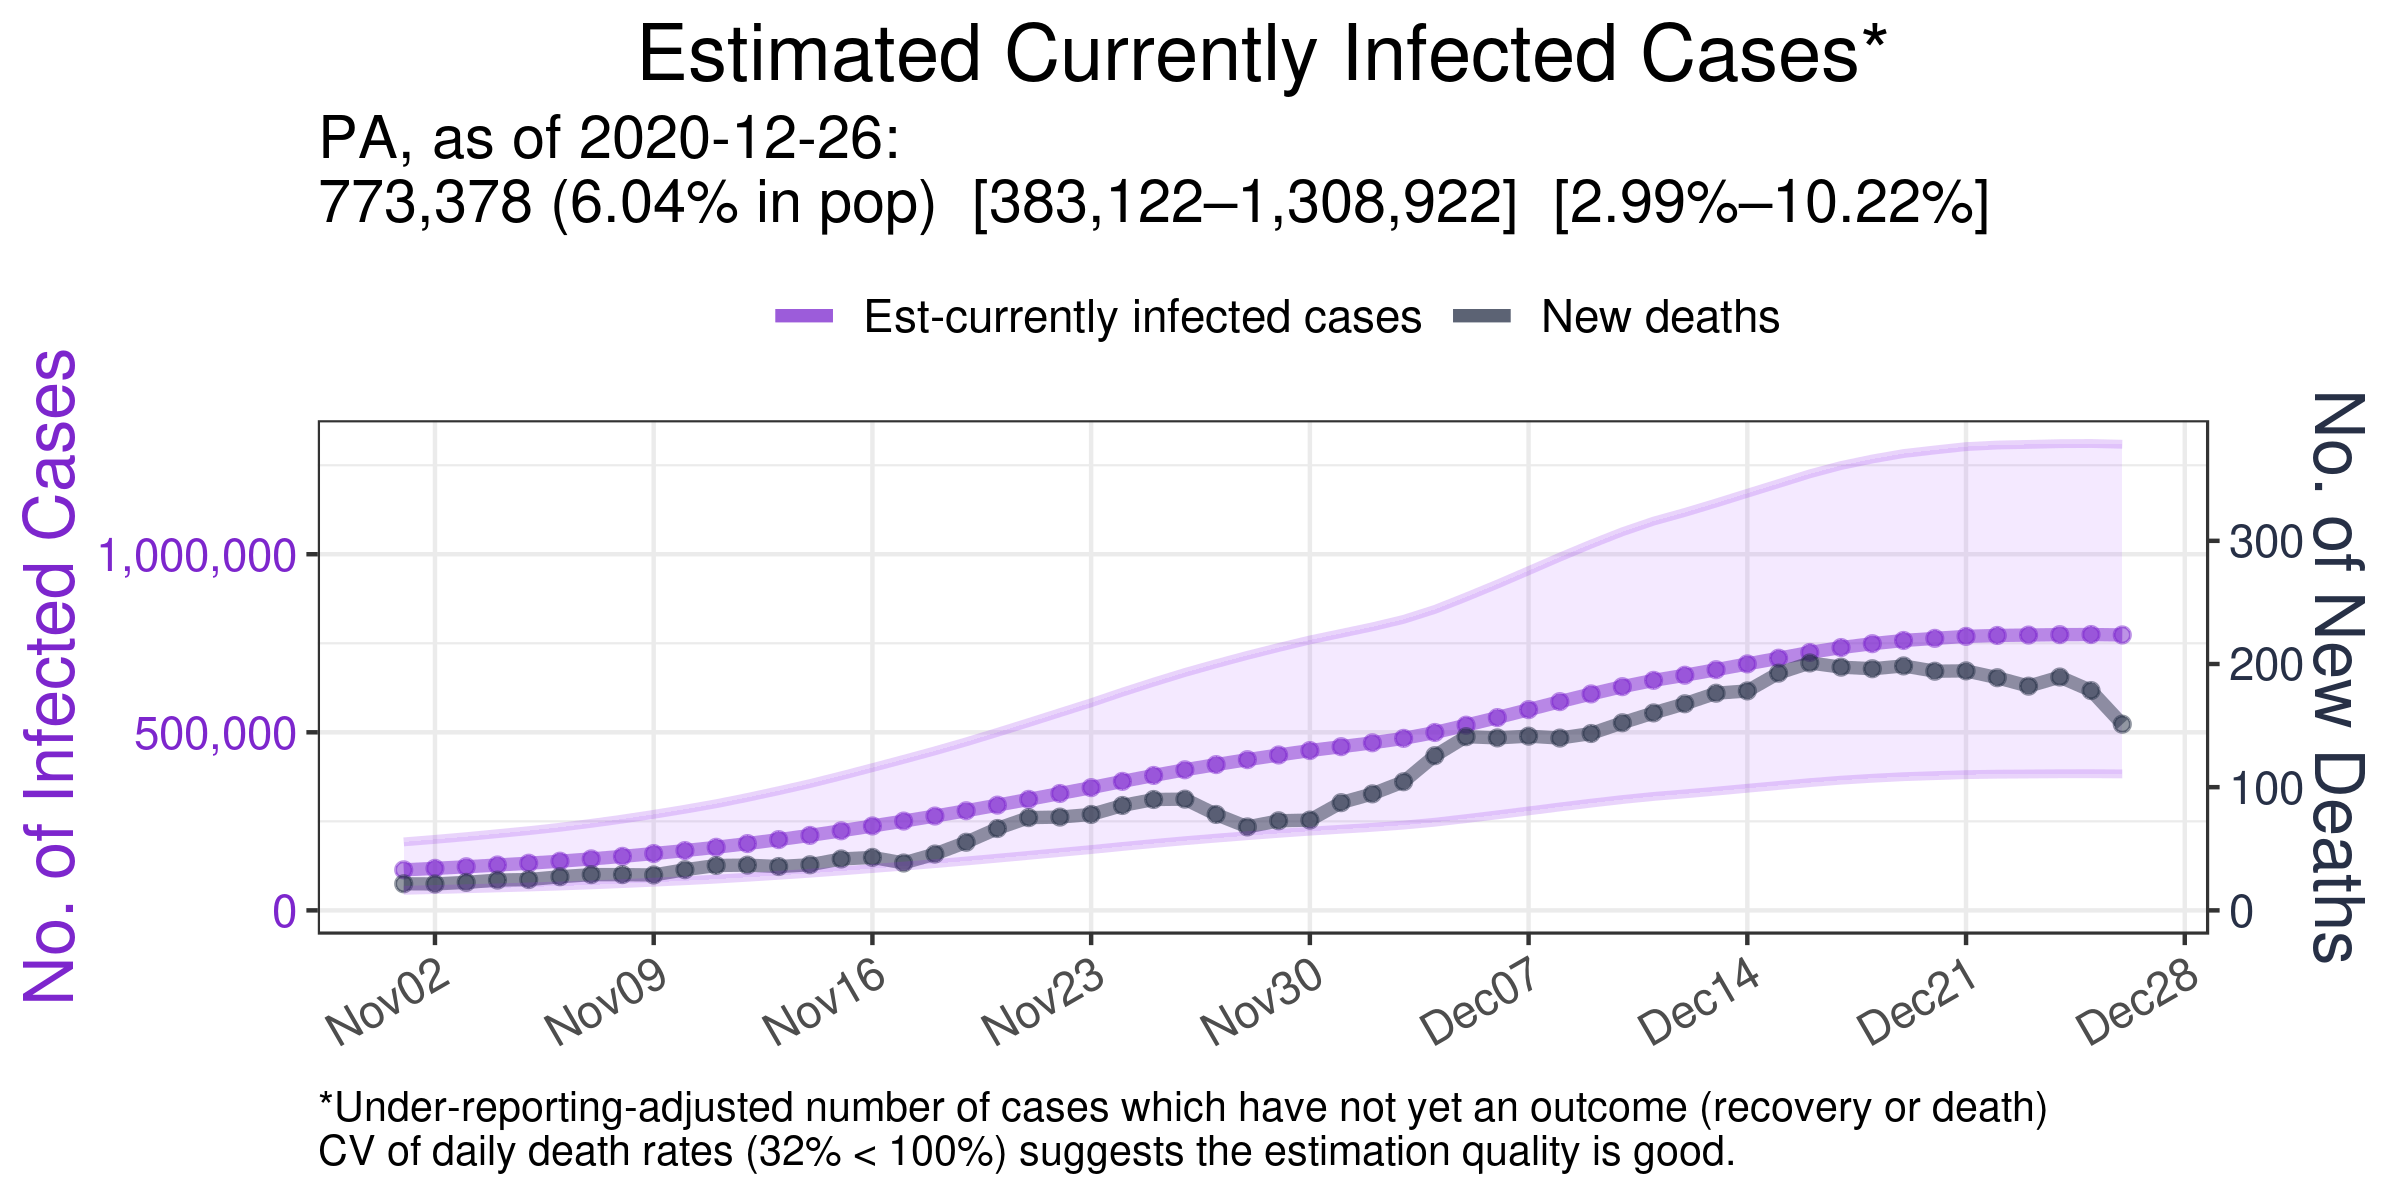 Estimated Currently Infected Cases*
PA, as of 2020-12-26:
773,378 (6.04% in pop)  [383,122–1,308,922]  [2.99%–10.22%]
Est-currently infected cases
New deaths
No. of Infected Cases
1,000,000
500,000
0
No. of New Deaths
300
200
100
0
Nov02
Nov09
Nov16
Nov23
Nov30
Dec07
Dec14
Dec21
Dec28
*Under-reporting-adjusted number of cases which have not yet an outcome (recovery or death)
CV of daily death rates (32% < 100%) suggests the estimation quality is good.